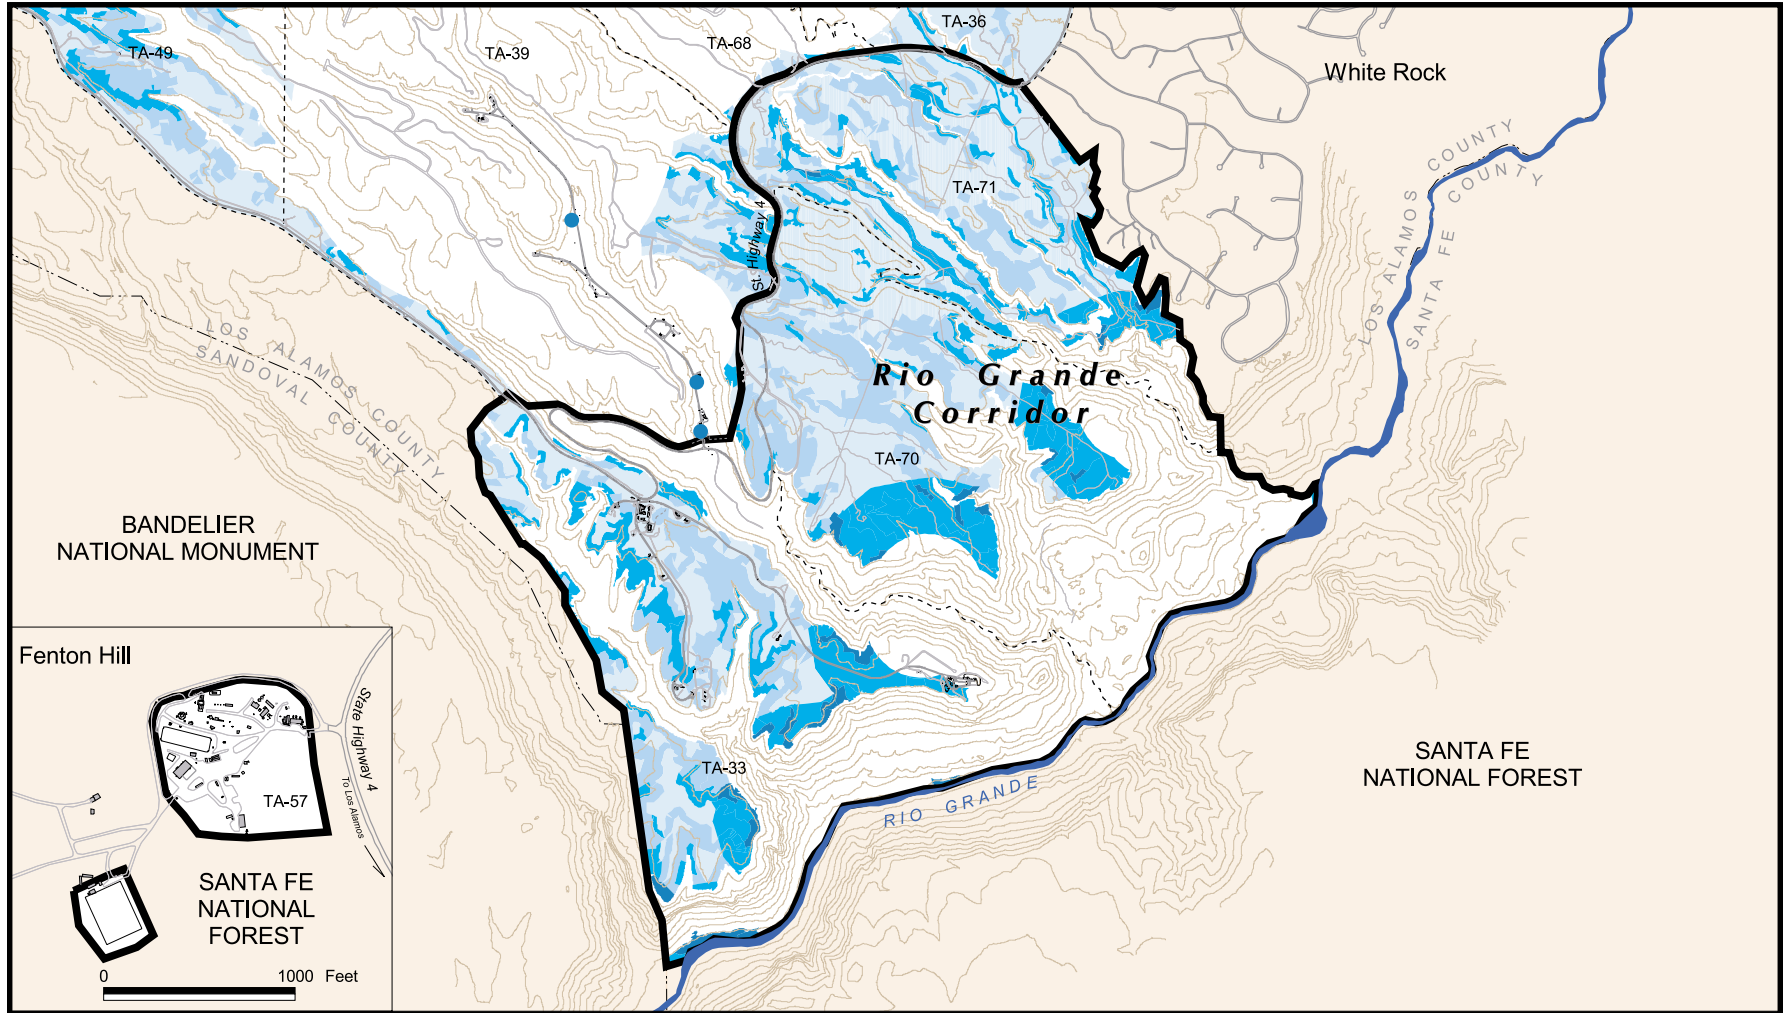 TA-36
TA-49
TA-39
TA-68
White Rock
TA-71
St. Highway 4
LOS ALAMOS COUNTY
SANTA FE COUNTY
LOS ALAMOS COUNTY
SANDOVAL COUNTY
Rio Grande
Corridor
TA-70
BANDELIER
NATIONAL MONUMENT
TA-33
RIO GRANDE
SANTA FE
NATIONAL FOREST
Fenton Hill
State Highway 4
To Los Alamos
TA-57
SANTA FE
NATIONAL
FOREST
0 1000 Feet